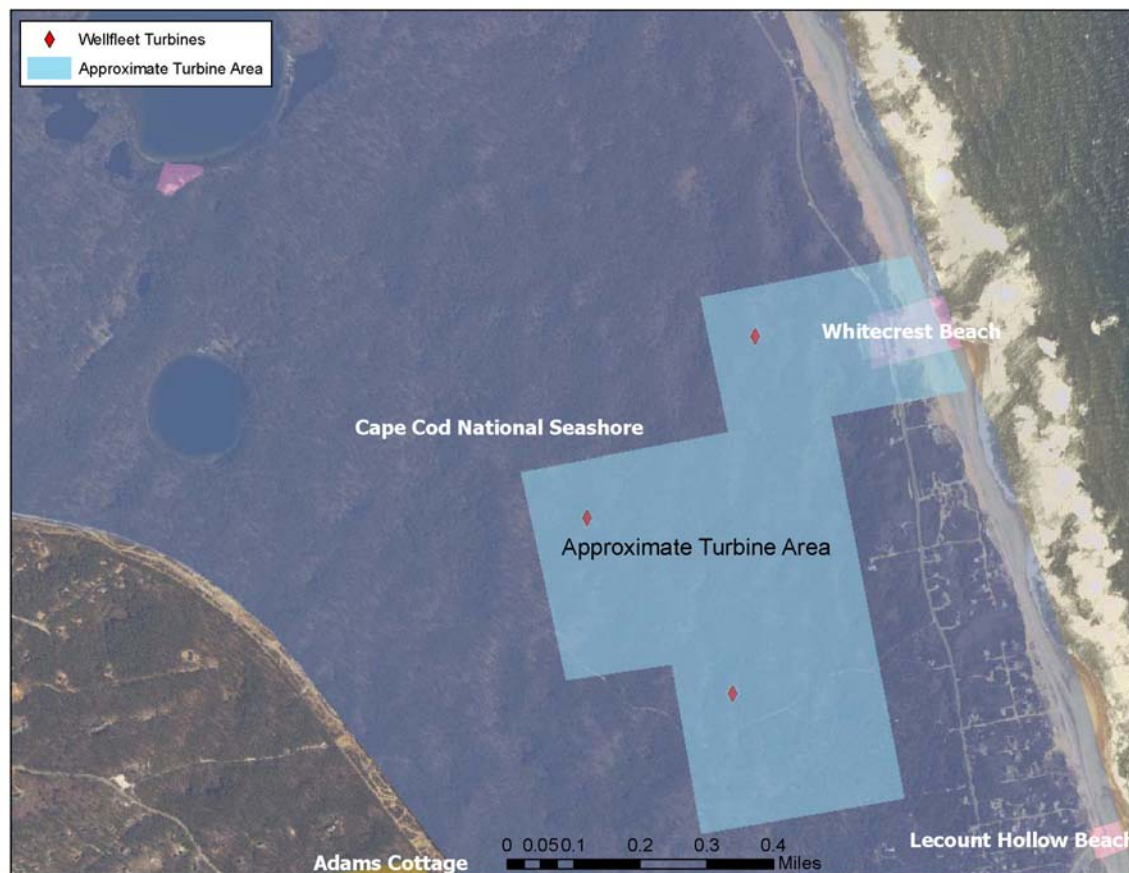 Wellfleet Turbines
Approximate Turbine Area
Whitecrest Beach
Cape Cod National Seashore
Approximate Turbine Area
Lecount Hollow Beach
0 0.05 0.1 0.2 0.3 0.4
Miles
Adams Cottage